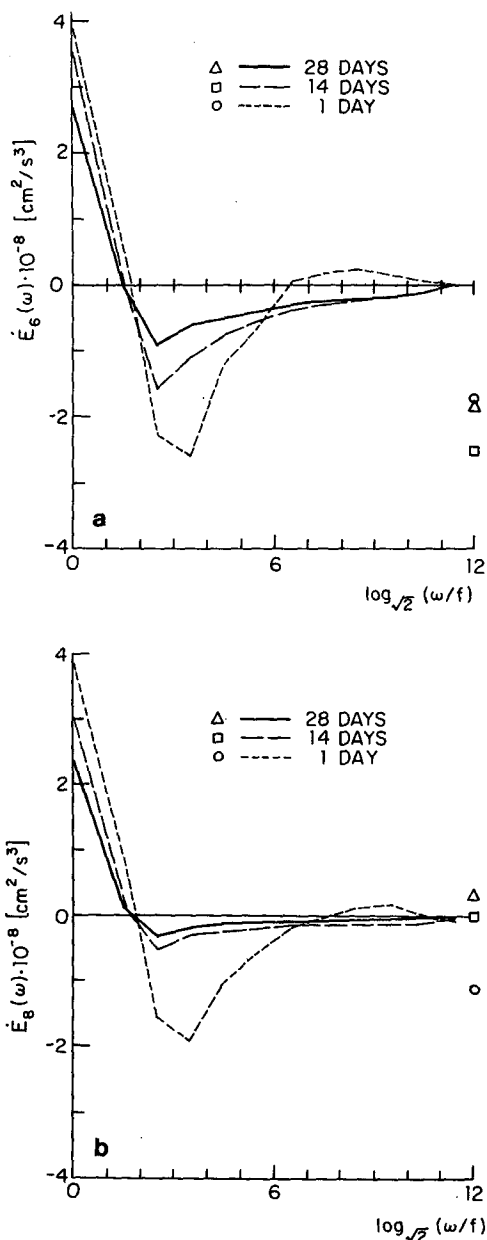 4
△ —— 28 DAYS
□ — — 14 DAYS
○ ---- 1 DAY
2
Ė₆(ω)·10⁻⁸ [cm²/s³]
0
-2
a
-4
0 6 12
log√2 (ω/f)
4
△ —— 28 DAYS
□ — — 14 DAYS
○ ---- 1 DAY
2
Ė₈(ω)·10⁻⁸ [cm²/s³]
0
-2
b
-4
0 6 12
log√2 (ω/f)